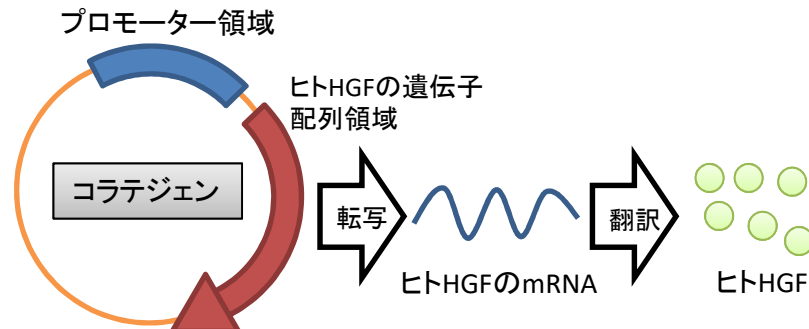 プロモーター領域
ヒトHGFの遺伝子
配列領域
コラテジェン
転写
翻訳
ヒトHGFのmRNA
ヒトHGF